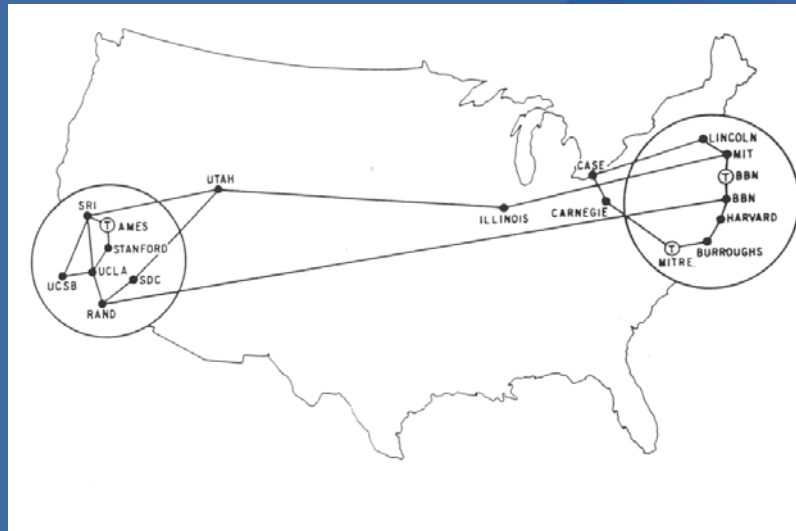 LINCOLN
MIT
CASE
T BBN
UTAH
BBN
SRI
ILLINOIS
CARNEGIE
T AMES
HARVARD
STANFORD
BURROUGHS
T
MITRE
UCLA
UCSB
SDC
RAND